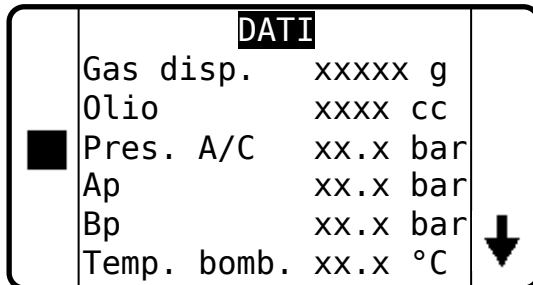 DATI
Gas disp. xxxxx g
Olio xxxx cc
Pres. A/C xx.x bar
Ap xx.x bar
Bp xx.x bar
Temp. bomb. xx.x °C